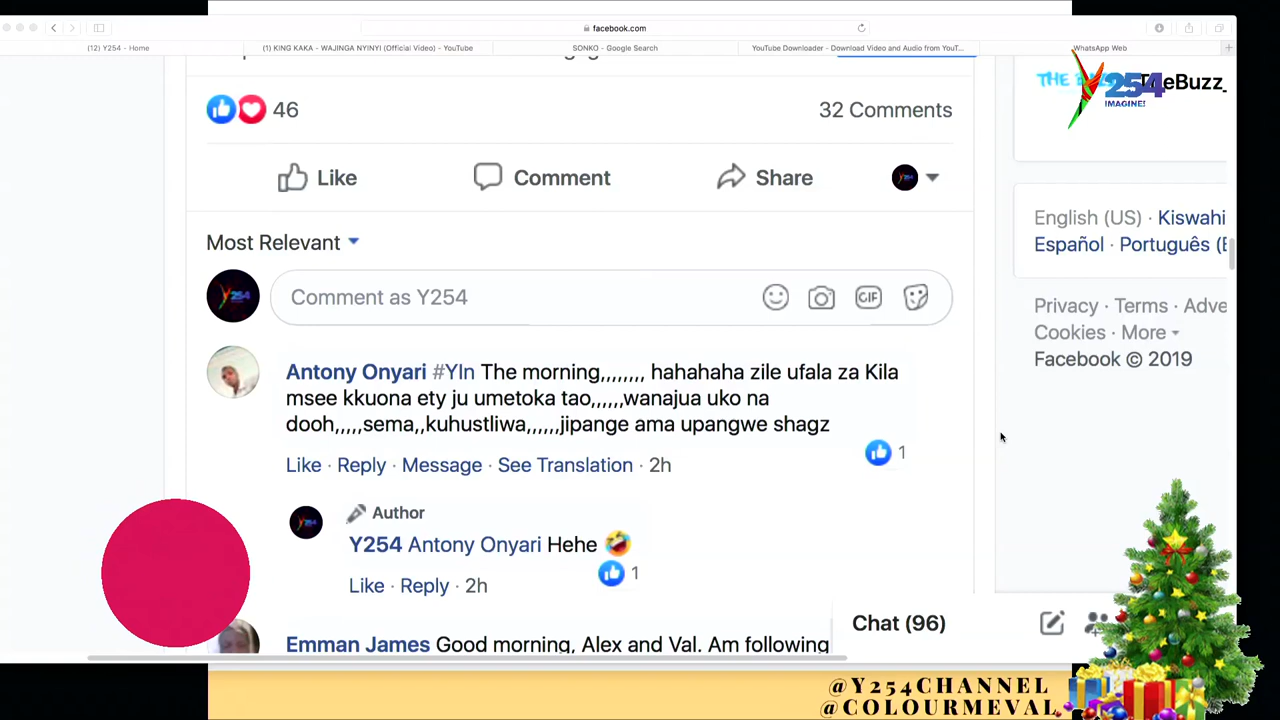 facebook.com
(12) Y254 - Home
(1) KING KAKA - WAJINGA NYINYI (Official Video) - YouTube
SONKO - Google Search
YouTube Downloader - Download Video and Audio from YouT...
WhatsApp Web
TheBuzz_
Y254
IMAGINE!
46
32 Comments
Like
Comment
Share
English (US) · Kiswahi
Español · Português (
Most Relevant
Comment as Y254
GIF
Privacy · Terms · Adve
Cookies · More
Facebook © 2019
Antony Onyari #YIn The morning,,,,,,,, hahahaha zile ufala za Kila
msee kkuona ety ju umetoka tao,,,,,,wanajua uko na
dooh,,,,,sema,,kuhustliwa,,,,,,jipange ama upangwe shagz
1
Like · Reply · Message · See Translation · 2h
Author
Y254 Antony Onyari Hehe
1
Like · Reply · 2h
Chat (96)
Emman James Good morning, Alex and Val. Am following
@Y254CHANNEL
@COLOURMEVAL